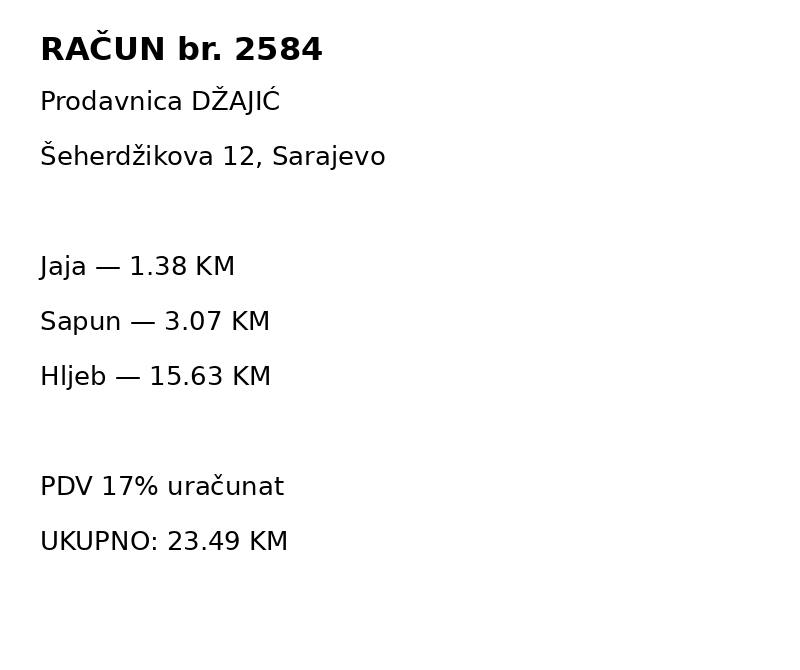 RAČUN br. 2584
Prodavnica DŽAJIĆ
Šeherdžikova 12, Sarajevo
Jaja — 1.38 KM
Sapun — 3.07 KM
Hljeb — 15.63 KM
PDV 17% uračunat
UKUPNO: 23.49 KM